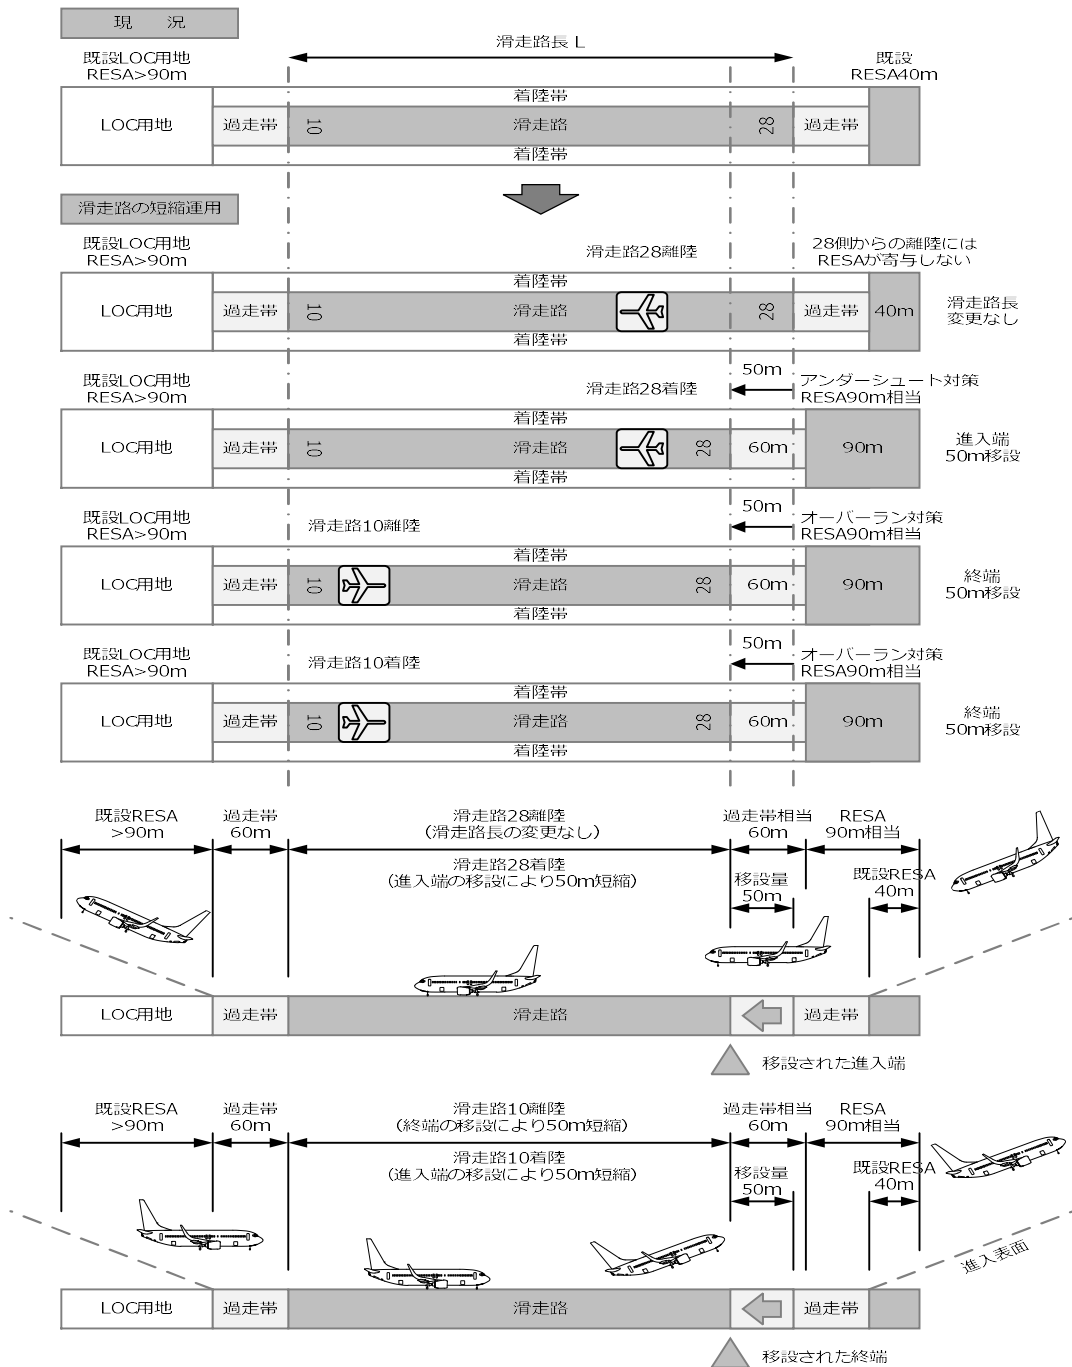 現 況
滑走路長 L
既設LOC用地
RESA>90m
既設
RESA40m
着陸帯
LOC用地
過走帯
10
滑走路
28
過走帯
着陸帯
滑走路の短縮運用
既設LOC用地
RESA>90m
滑走路28離陸
28側からの離陸には
RESAが寄与しない
着陸帯
LOC用地
過走帯
10
滑走路
28
過走帯
40m
着陸帯
滑走路長
変更なし
既設LOC用地
RESA>90m
滑走路28着陸
50m
アンダーシュート対策
RESA90m相当
着陸帯
LOC用地
過走帯
10
滑走路
28
60m
90m
着陸帯
進入端
50m移設
既設LOC用地
RESA>90m
滑走路10離陸
50m
オーバーラン対策
RESA90m相当
着陸帯
LOC用地
過走帯
10
滑走路
28
60m
90m
着陸帯
終端
50m移設
既設LOC用地
RESA>90m
滑走路10着陸
50m
オーバーラン対策
RESA90m相当
着陸帯
LOC用地
過走帯
10
滑走路
28
60m
90m
着陸帯
終端
50m移設
既設RESA
>90m
過走帯
60m
滑走路28離陸
(滑走路長の変更なし)
過走帯相当
60m
RESA
90m相当
滑走路28着陸
(進入端の移設により50m短縮)
移設量
50m
既設RESA
40m
LOC用地
過走帯
滑走路
過走帯
移設された進入端
既設RESA
>90m
過走帯
60m
滑走路10離陸
(終端の移設により50m短縮)
過走帯相当
60m
RESA
90m相当
滑走路10着陸
(進入端の移設により50m短縮)
移設量
50m
既設RESA
40m
進入表面
LOC用地
過走帯
滑走路
過走帯
移設された終端